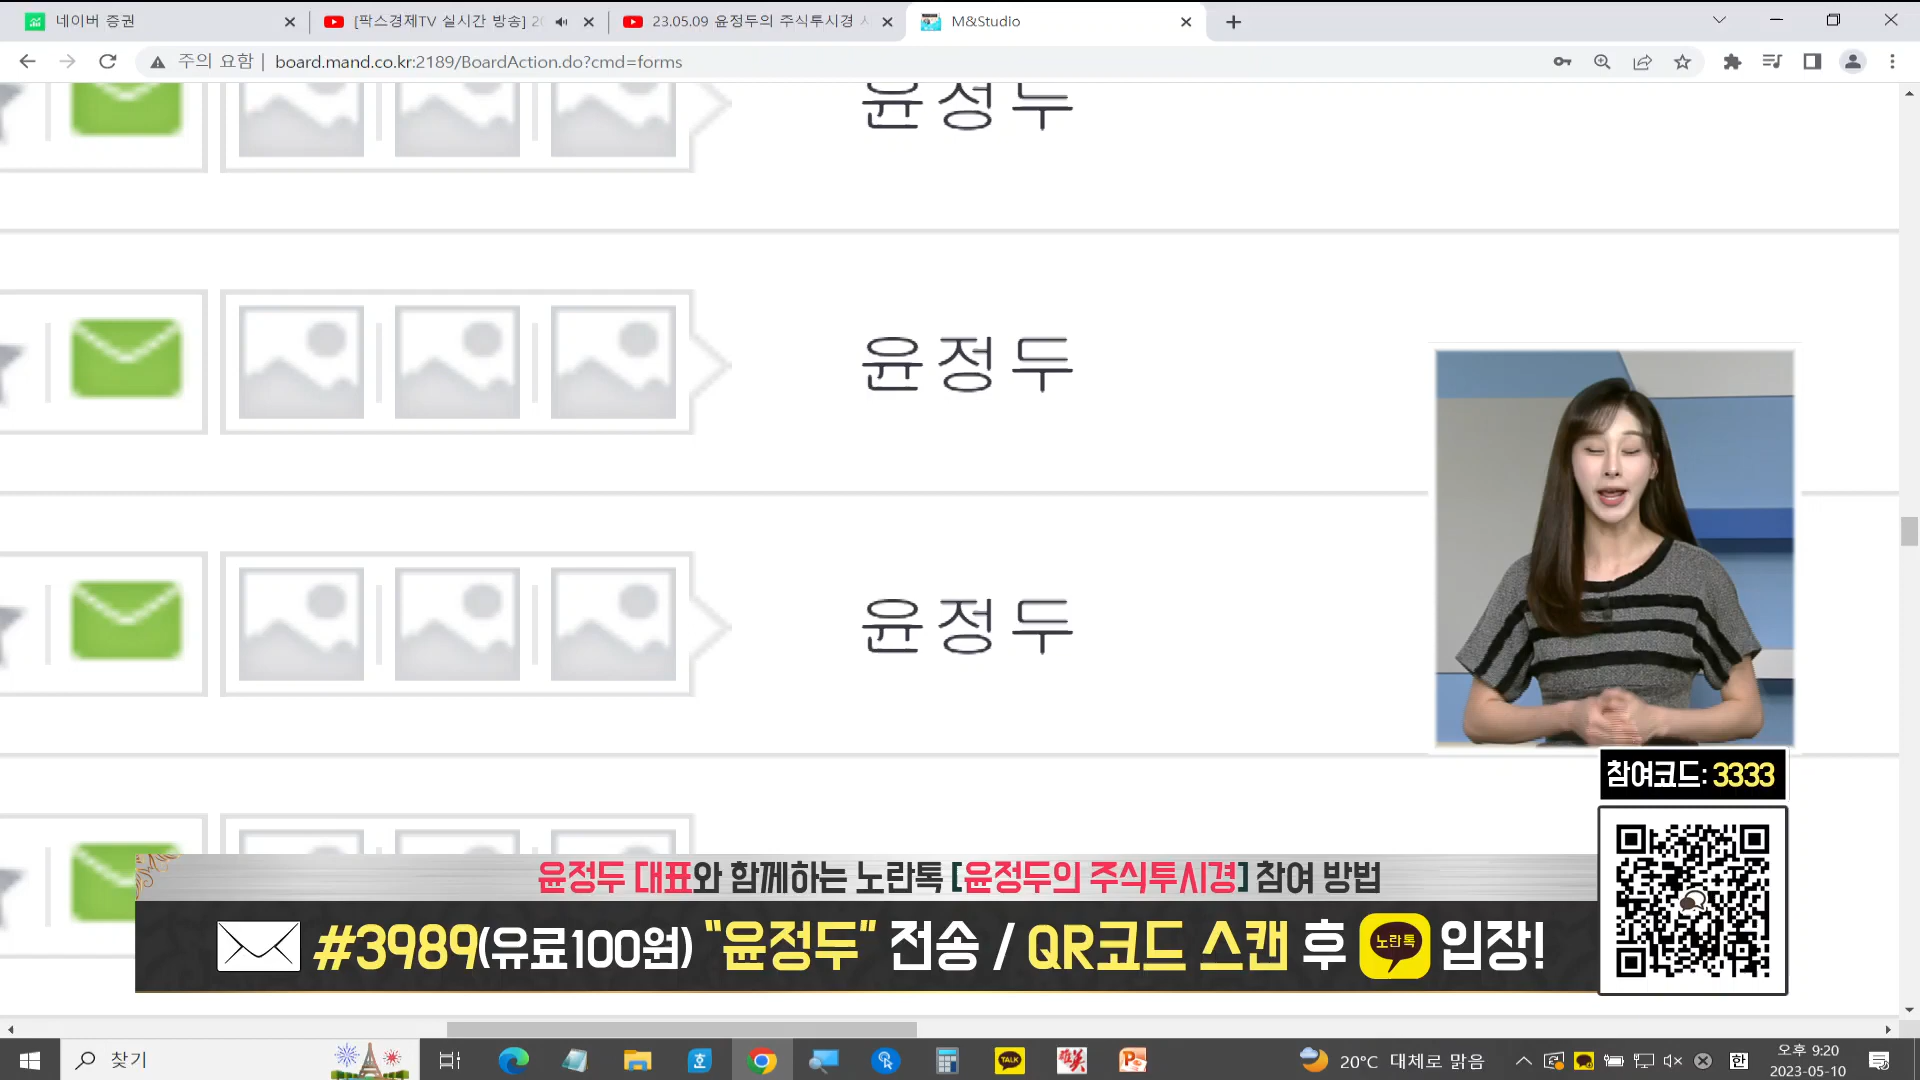 네이버 증권
[팍스경제TV 실시간 방송] 20
23.05.09 윤정두의 주식투시경
M&Studio
주의 요함
board.mand.co.kr:2189/BoardAction.do?cmd=forms
윤정두
윤정두
윤정두
참여코드: 3333
윤정두 대표와 함께하는 노란톡 [윤정두의 주식투시경] 참여 방법
#3989(유료100원) “윤정두” 전송 / QR코드 스캔 후 노란톡 입장!
찾기
TALK
20°C 대체로 맑음
한
오후 9:20
2023-05-10